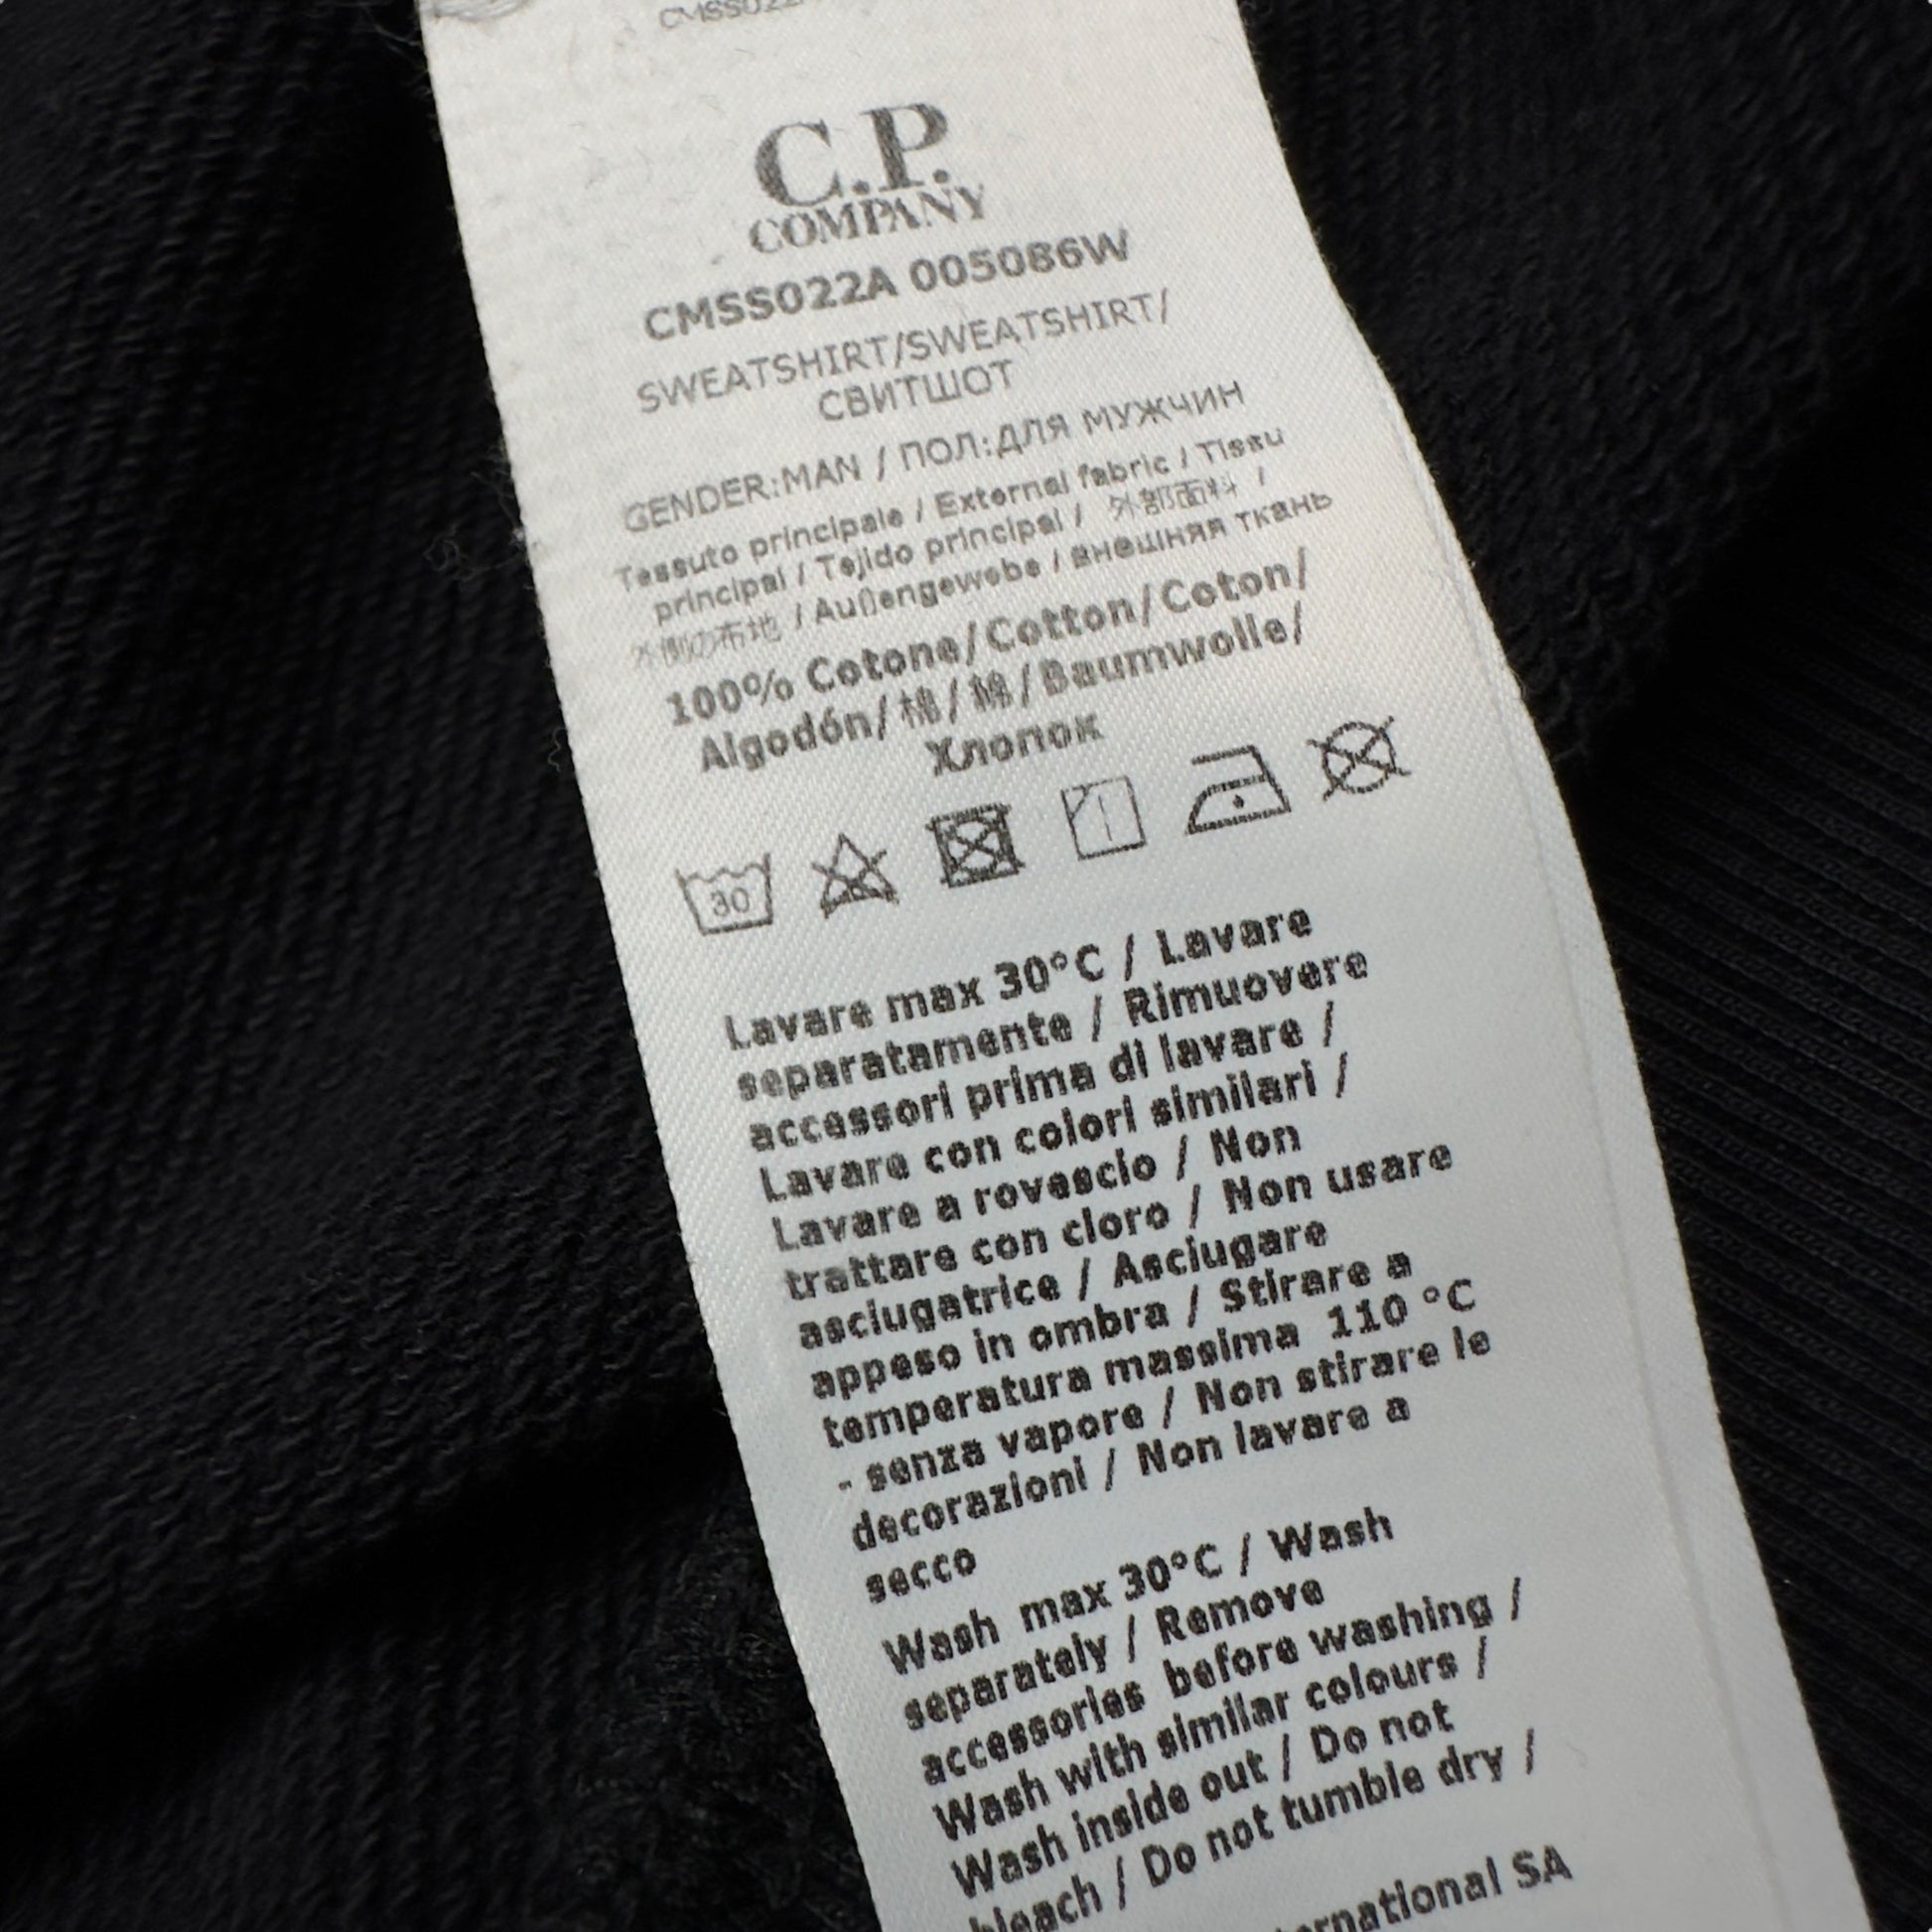 CMSS022A
C.P.
COMPANY
CMSS022A 005086W
SWEATSHIRT/SWEATSHIRT/
СВИТШОТ
GENDER:MAN / ПОЛ:ДЛЯ МУЖЧИН
Tessuto principale / External fabric / Tissu
principal / Tejido principal / 外部面料 /
外側の布地 / Außengewebe / внешняя ткань
100% Cotone/Cotton/Coton/
Algodón/棉/綿/Baumwolle/
Хлопок
30
Lavare max 30°C / Lavare
separatamente / Rimuovere
accessori prima di lavare /
Lavare con colori similari /
Lavare a rovescio / Non
trattare con cloro / Non usare
asciugatrice / Asciugare
appeso in ombra / Stirare a
temperatura massima 110 °C
- senza vapore / Non stirare le
decorazioni / Non lavare a
secco
Wash max 30°C / Wash
separately / Remove
accessories before washing /
Wash with similar colours /
Wash inside out / Do not
bleach / Do not tumble dry /
ernational SA